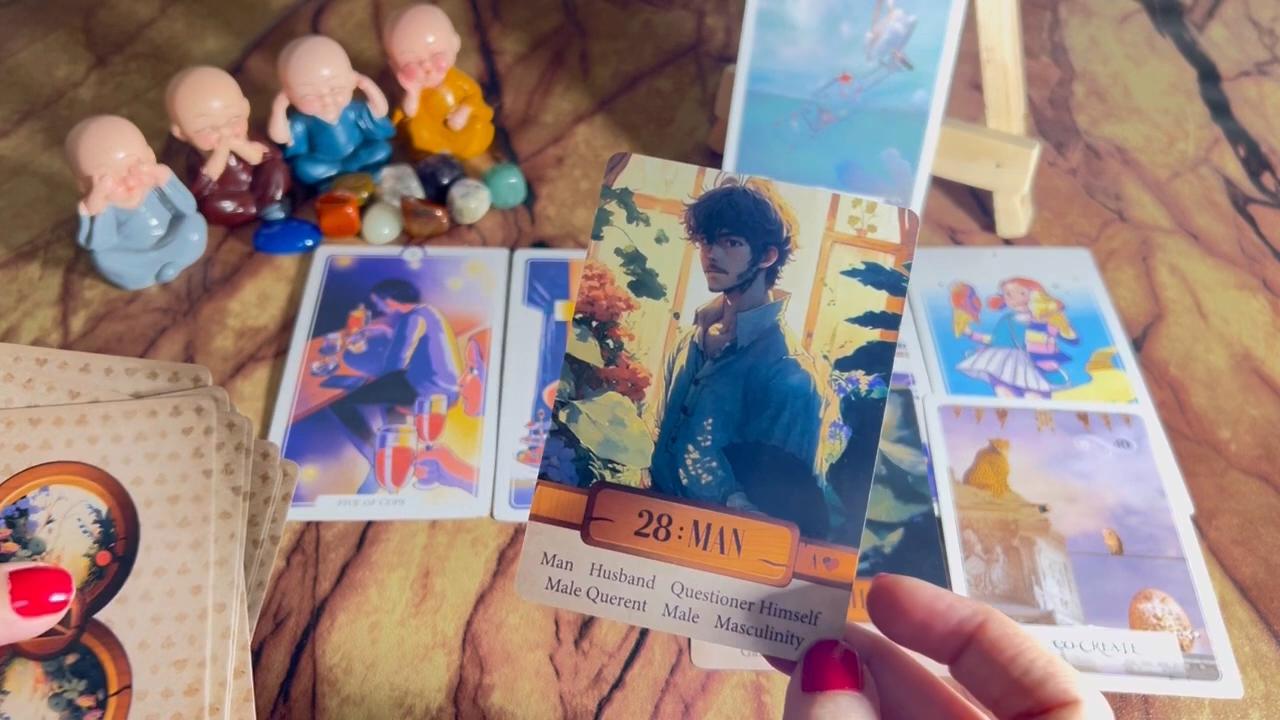 FIVE OF CUPS
28:MAN
A
Man Husband Questioner Himself
Male Querent Male Masculinity
CO-CREATE